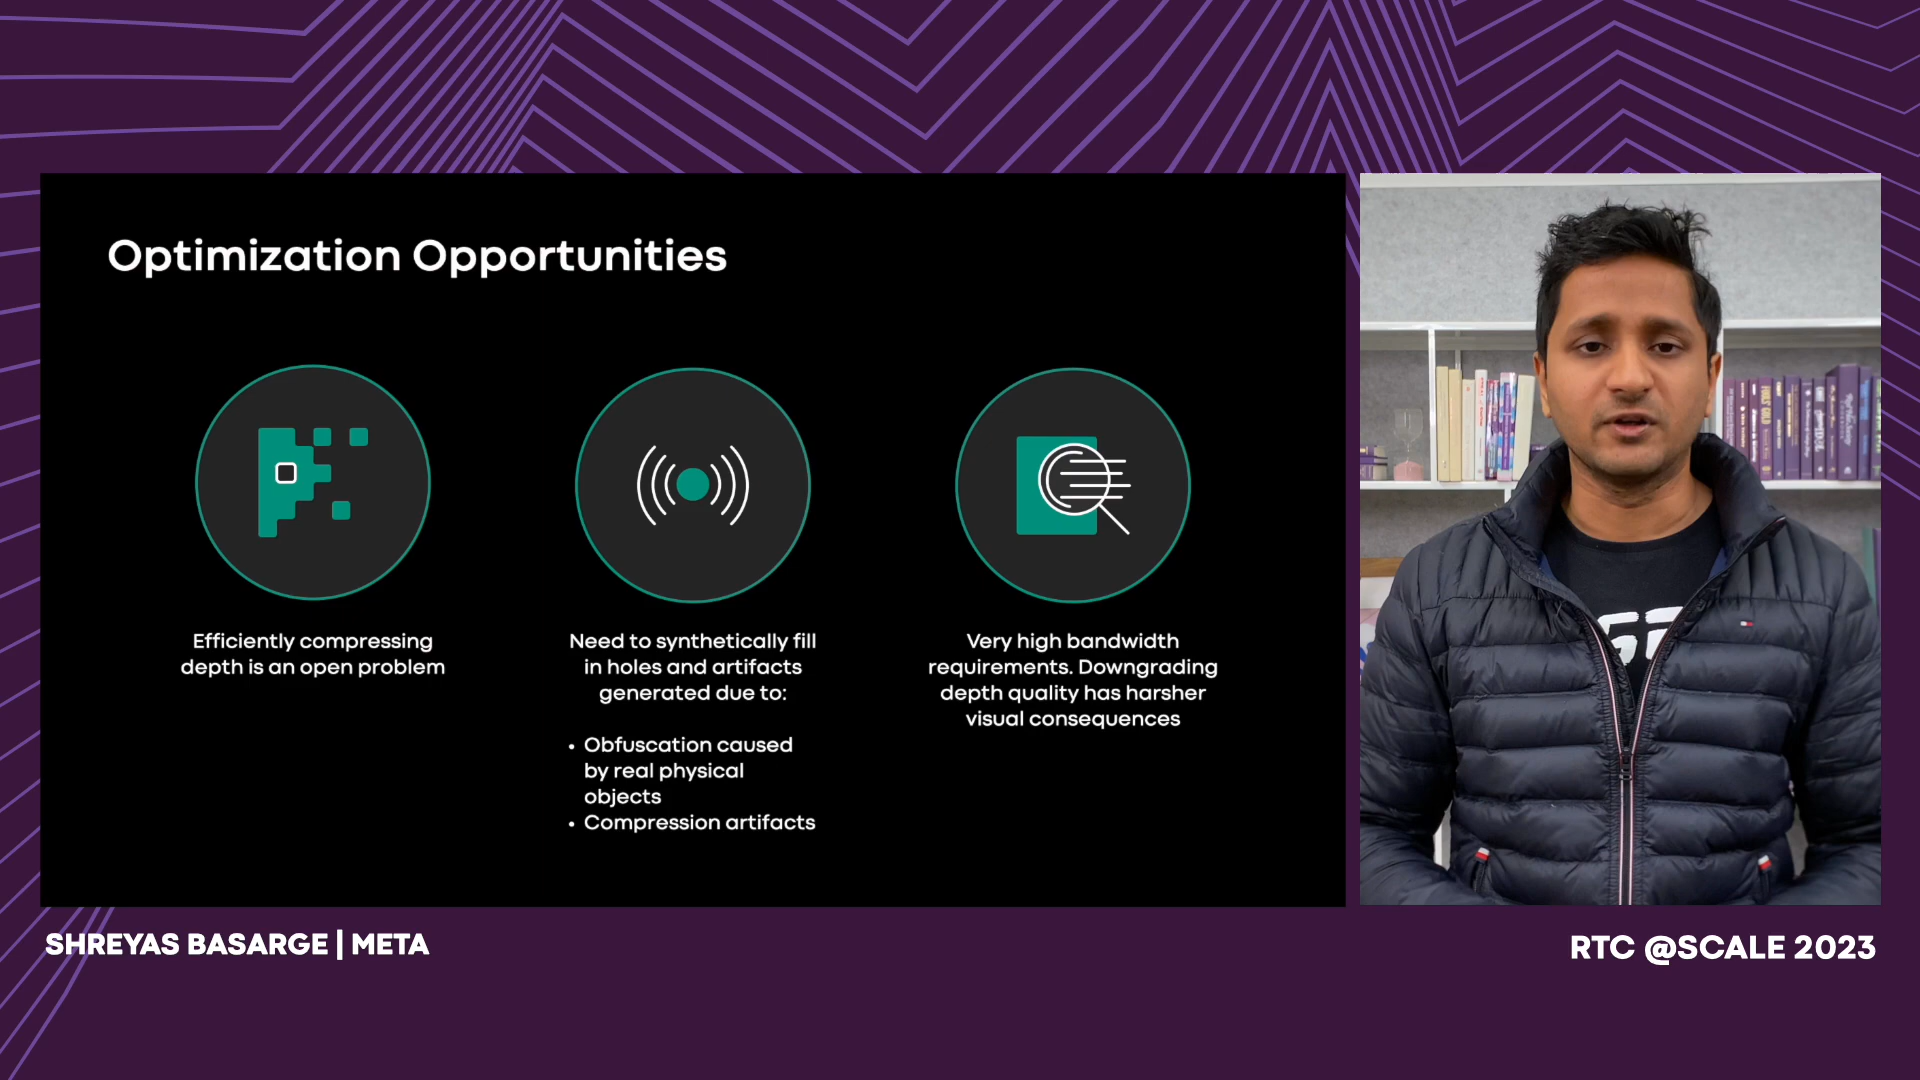 Optimization Opportunities
Efficiently compressing
depth is an open problem
Need to synthetically fill
in holes and artifacts
generated due to:
• Obfuscation caused
by real physical
objects
• Compression artifacts
Very high bandwidth
requirements. Downgrading
depth quality has harsher
visual consequences
SHREYAS BASARGE | META
RTC @SCALE 2023